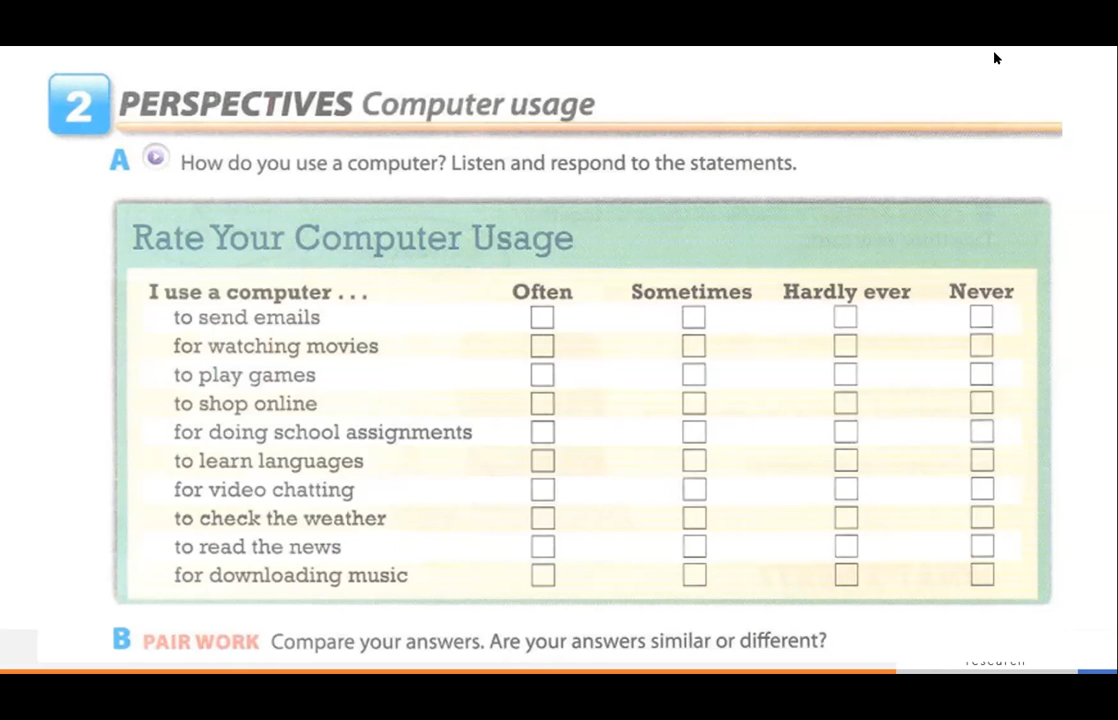 2 PERSPECTIVES Computer usage
A How do you use a computer? Listen and respond to the statements.
Rate Your Computer Usage
I use a computer . . . Often Sometimes Hardly ever Never
to send emails
for watching movies
to play games
to shop online
for doing school assignments
to learn languages
for video chatting
to check the weather
to read the news
for downloading music
B PAIR WORK Compare your answers. Are your answers similar or different?
research